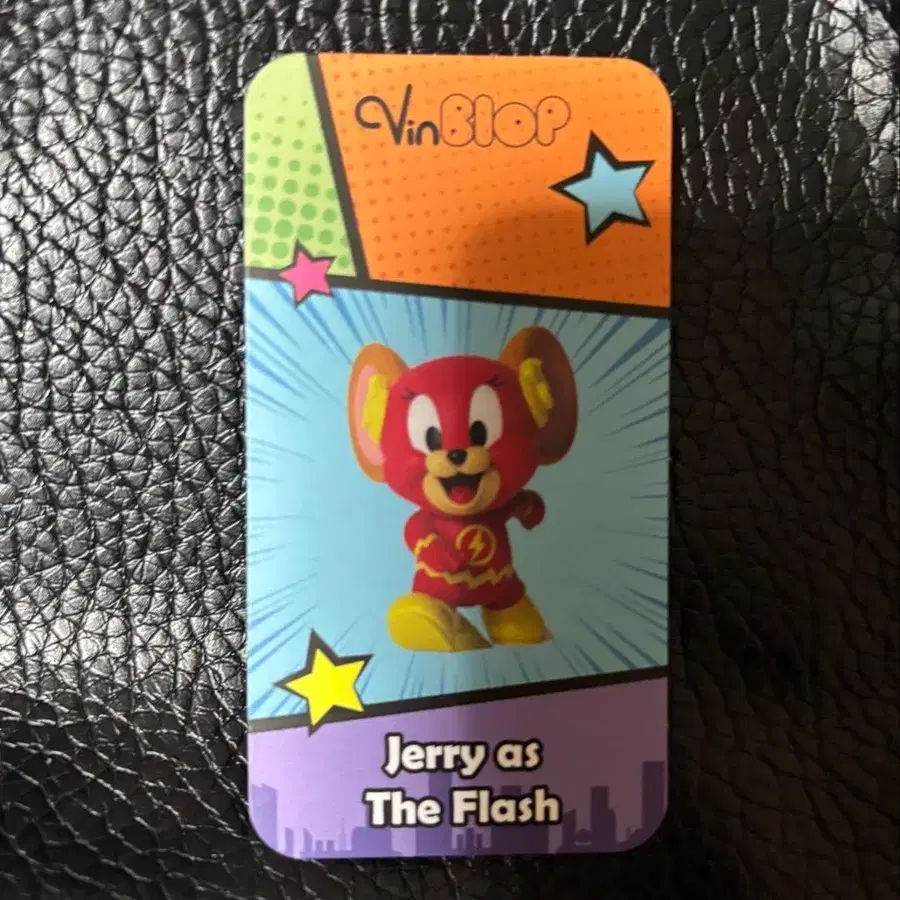 VinBlop
Jerry as
The Flash